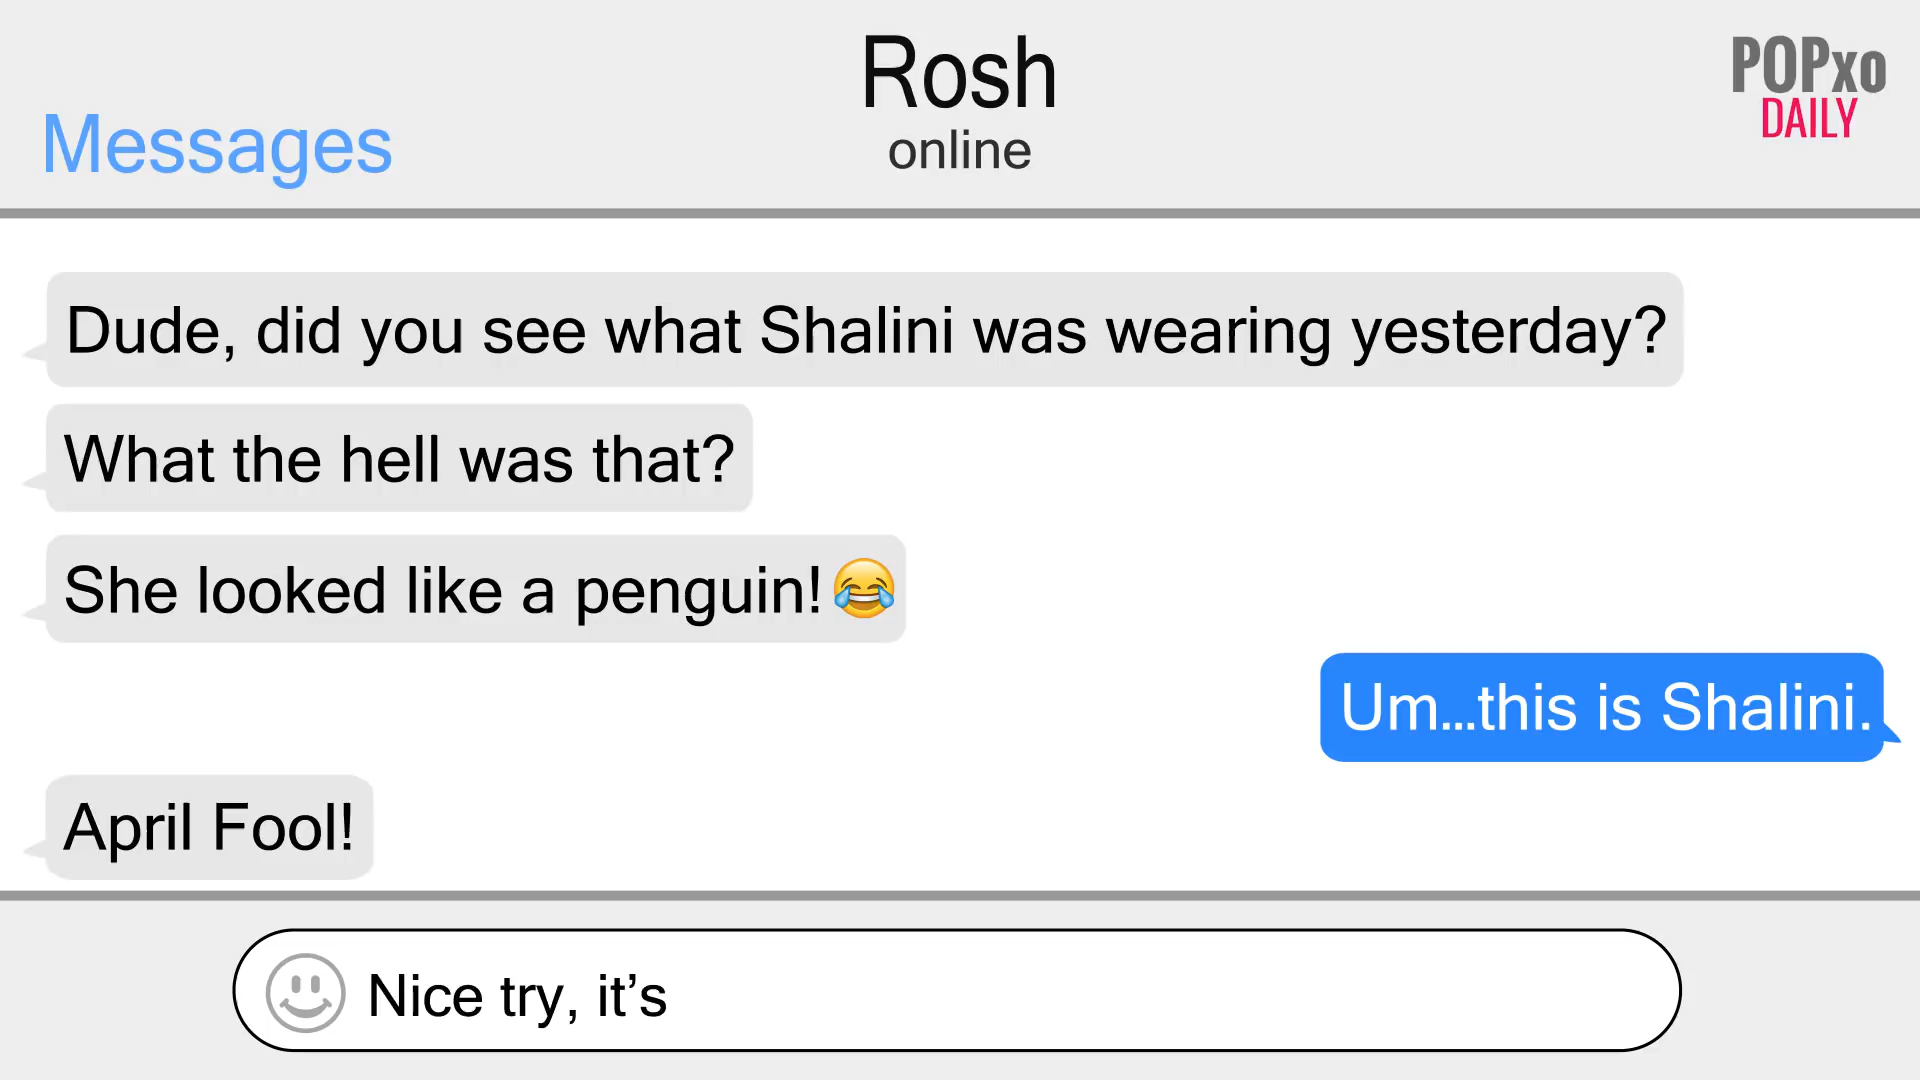 Rosh
online
Messages
POPxo
DAILY
Dude, did you see what Shalini was wearing yesterday?
What the hell was that?
She looked like a penguin!😂
Um...this is Shalini.
April Fool!
Nice try, it’s